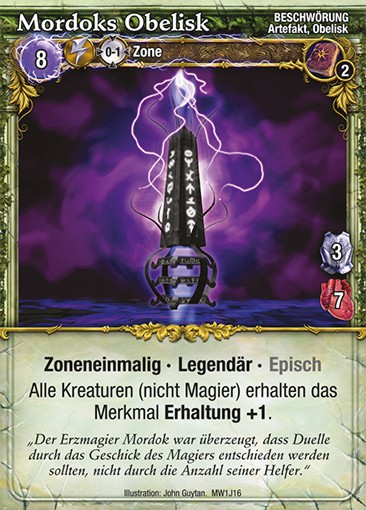 Mordoks Obelisk
BESCHWÖRUNG
Artefakt, Obelisk
8
0-1
Zone
2
3
7
Zoneneinmalig · Legendär · Episch
Alle Kreaturen (nicht Magier) erhalten das
Merkmal Erhaltung +1.
„Der Erzmagier Mordok war überzeugt, dass Duelle
durch das Geschick des Magiers entschieden werden
sollten, nicht durch die Anzahl seiner Helfer.“
Illustration: John Guytan. MW1J16